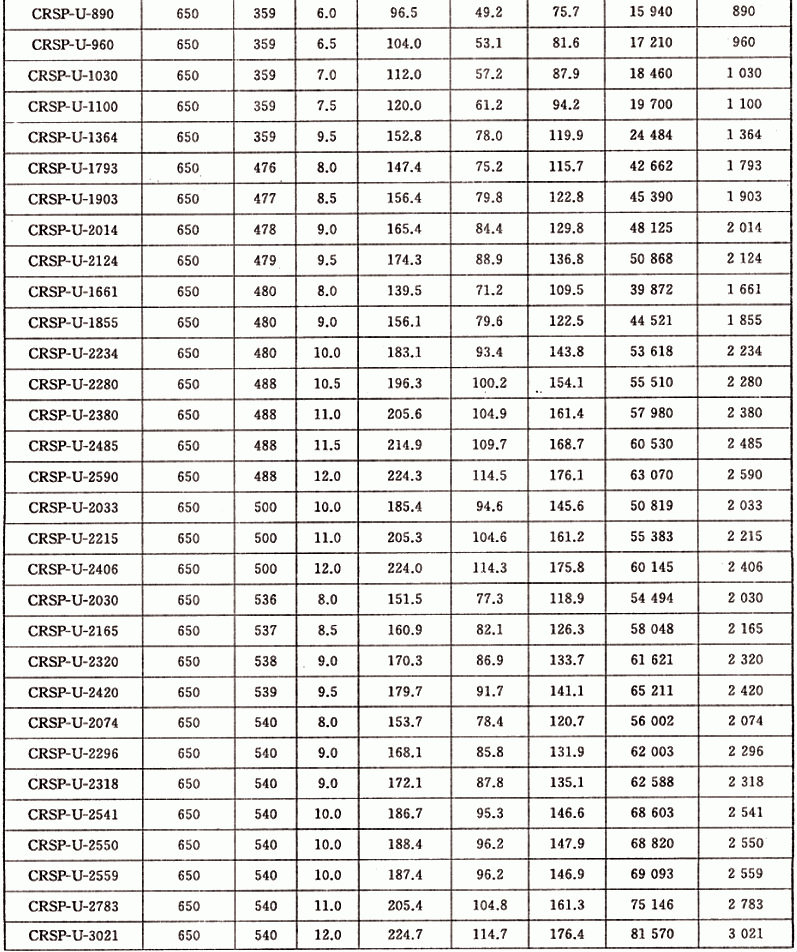 CRSP-U-890 650 359 6.0 96.5 49.2 75.7 15 940 890
CRSP-U-960 650 359 6.5 104.0 53.1 81.6 17 210 960
CRSP-U-1030 650 359 7.0 112.0 57.2 87.9 18 460 1 030
CRSP-U-1100 650 359 7.5 120.0 61.2 94.2 19 700 1 100
CRSP-U-1364 650 359 9.5 152.8 78.0 119.9 24 484 1 364
CRSP-U-1793 650 476 8.0 147.4 75.2 115.7 42 662 1 793
CRSP-U-1903 650 477 8.5 156.4 79.8 122.8 45 390 1 903
CRSP-U-2014 650 478 9.0 165.4 84.4 129.8 48 125 2 014
CRSP-U-2124 650 479 9.5 174.3 88.9 136.8 50 868 2 124
CRSP-U-1661 650 480 8.0 139.5 71.2 109.5 39 872 1 661
CRSP-U-1855 650 480 9.0 156.1 79.6 122.5 44 521 1 855
CRSP-U-2234 650 480 10.0 183.1 93.4 143.8 53 618 2 234
CRSP-U-2280 650 488 10.5 196.3 100.2 154.1 55 510 2 280
CRSP-U-2380 650 488 11.0 205.6 104.9 161.4 57 980 2 380
CRSP-U-2485 650 488 11.5 214.9 109.7 168.7 60 530 2 485
CRSP-U-2590 650 488 12.0 224.3 114.5 176.1 63 070 2 590
CRSP-U-2033 650 500 10.0 185.4 94.6 145.6 50 819 2 033
CRSP-U-2215 650 500 11.0 205.3 104.6 161.2 55 383 2 215
CRSP-U-2406 650 500 12.0 224.0 114.3 175.8 60 145 2 406
CRSP-U-2030 650 536 8.0 151.5 77.3 118.9 54 494 2 030
CRSP-U-2165 650 537 8.5 160.9 82.1 126.3 58 048 2 165
CRSP-U-2320 650 538 9.0 170.3 86.9 133.7 61 621 2 320
CRSP-U-2420 650 539 9.5 179.7 91.7 141.1 65 211 2 420
CRSP-U-2074 650 540 8.0 153.7 78.4 120.7 56 002 2 074
CRSP-U-2296 650 540 9.0 168.1 85.8 131.9 62 003 2 296
CRSP-U-2318 650 540 9.0 172.1 87.8 135.1 62 588 2 318
CRSP-U-2541 650 540 10.0 186.7 95.3 146.6 68 603 2 541
CRSP-U-2550 650 540 10.0 188.4 96.2 147.9 68 820 2 550
CRSP-U-2559 650 540 10.0 187.4 96.2 146.9 69 093 2 559
CRSP-U-2783 650 540 11.0 205.4 104.8 161.3 75 146 2 783
CRSP-U-3021 650 540 12.0 224.7 114.7 176.4 81 570 3 021